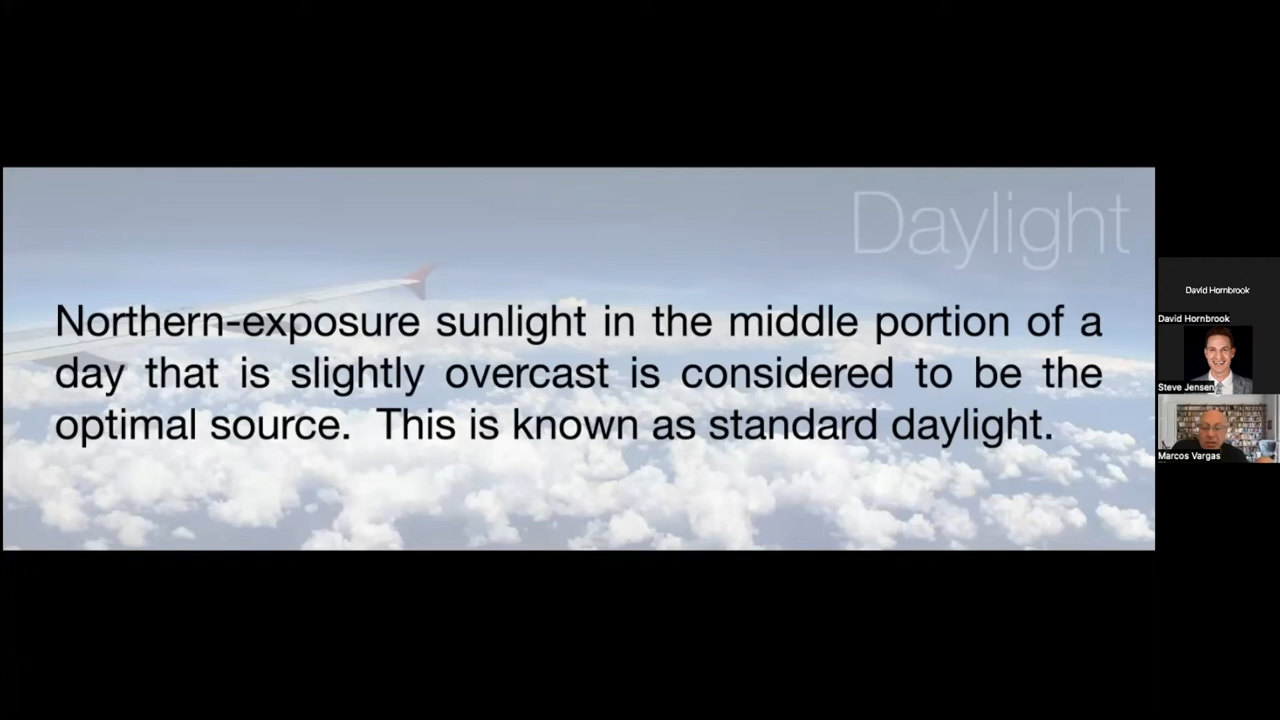 Daylight
Northern-exposure sunlight in the middle portion of a
day that is slightly overcast is considered to be the
optimal source. This is known as standard daylight.
David Hornbrook
David Hornbrook
Steve Jensen
Marcos Vargas